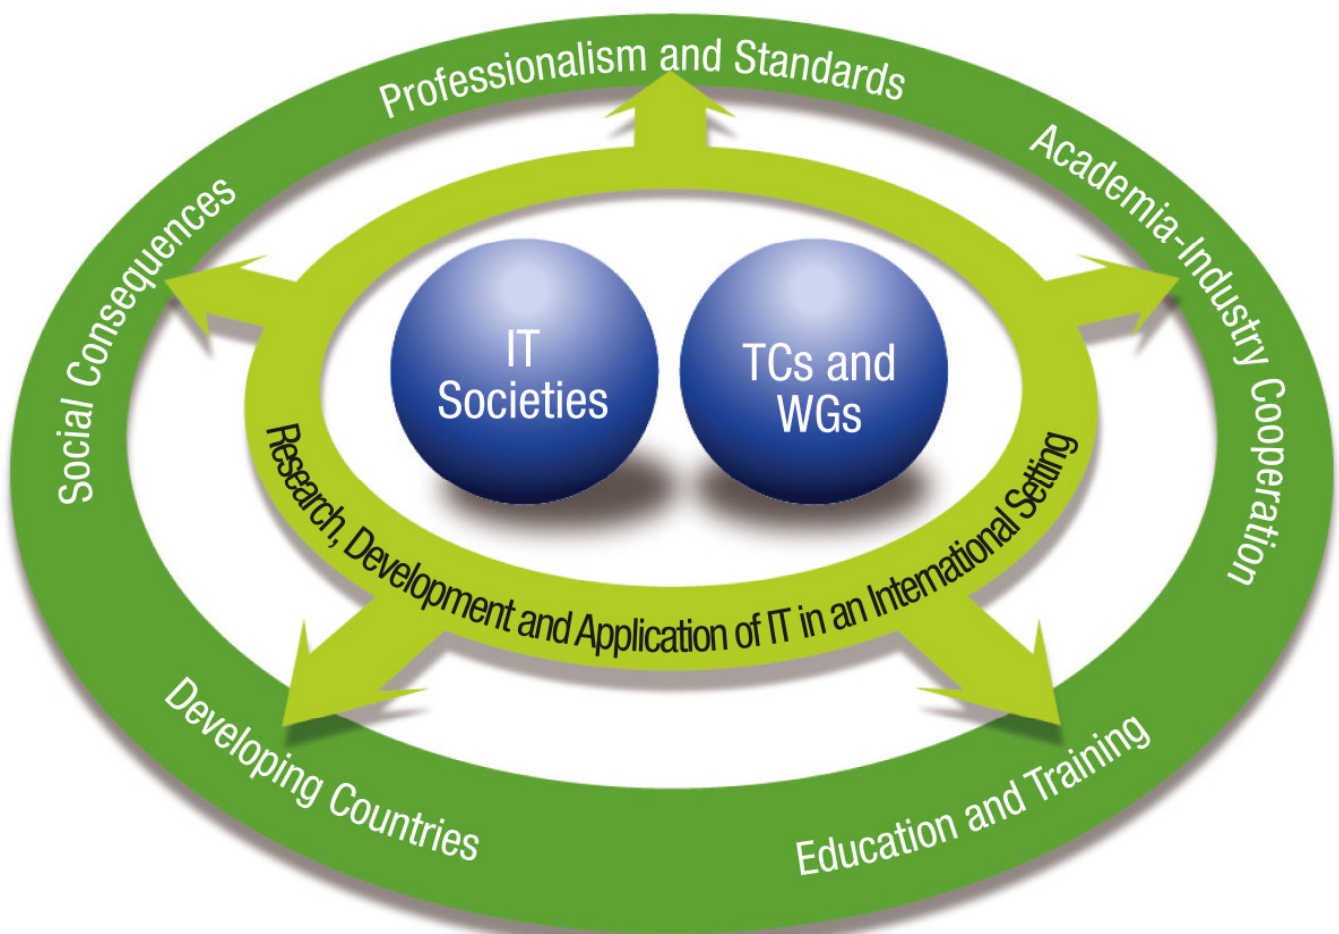 Professionalism and Standards
Academia-Industry Cooperation
Social Consequences
IT
Societies
TCs and
WGs
Research, Development and Application of IT in an International Setting
Developing Countries
Education and Training